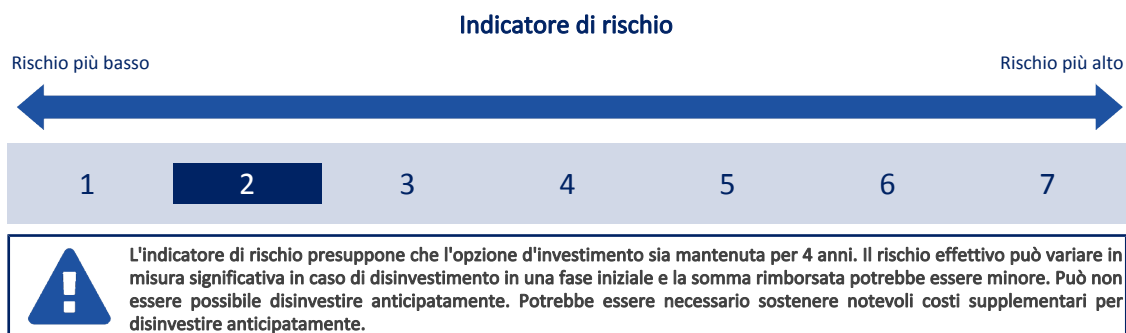 Indicatore di rischio
Rischio più basso Rischio più alto
1 2 3 4 5 6 7
L'indicatore di rischio presuppone che l'opzione d'investimento sia mantenuta per 4 anni. Il rischio effettivo può variare in
misura significativa in caso di disinvestimento in una fase iniziale e la somma rimborsata potrebbe essere minore. Può non
essere possibile disinvestire anticipatamente. Potrebbe essere necessario sostenere notevoli costi supplementari per
disinvestire anticipatamente.